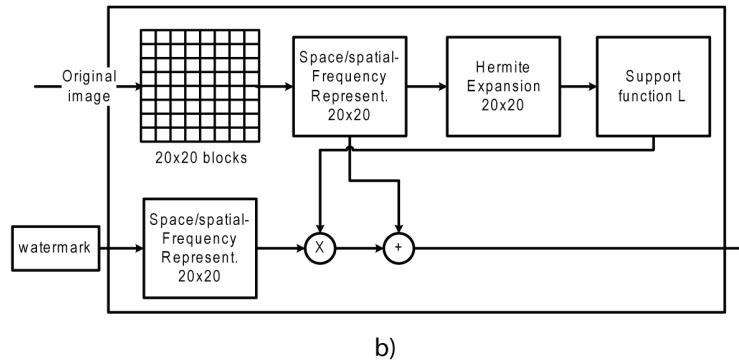 Original
image
20x20 blocks
Space/spatial-
Frequency
Represent.
20x20
Hermite
Expansion
20x20
Support
function L
watermark
Space/spatial-
Frequency
Represent.
20x20
X
+
b)